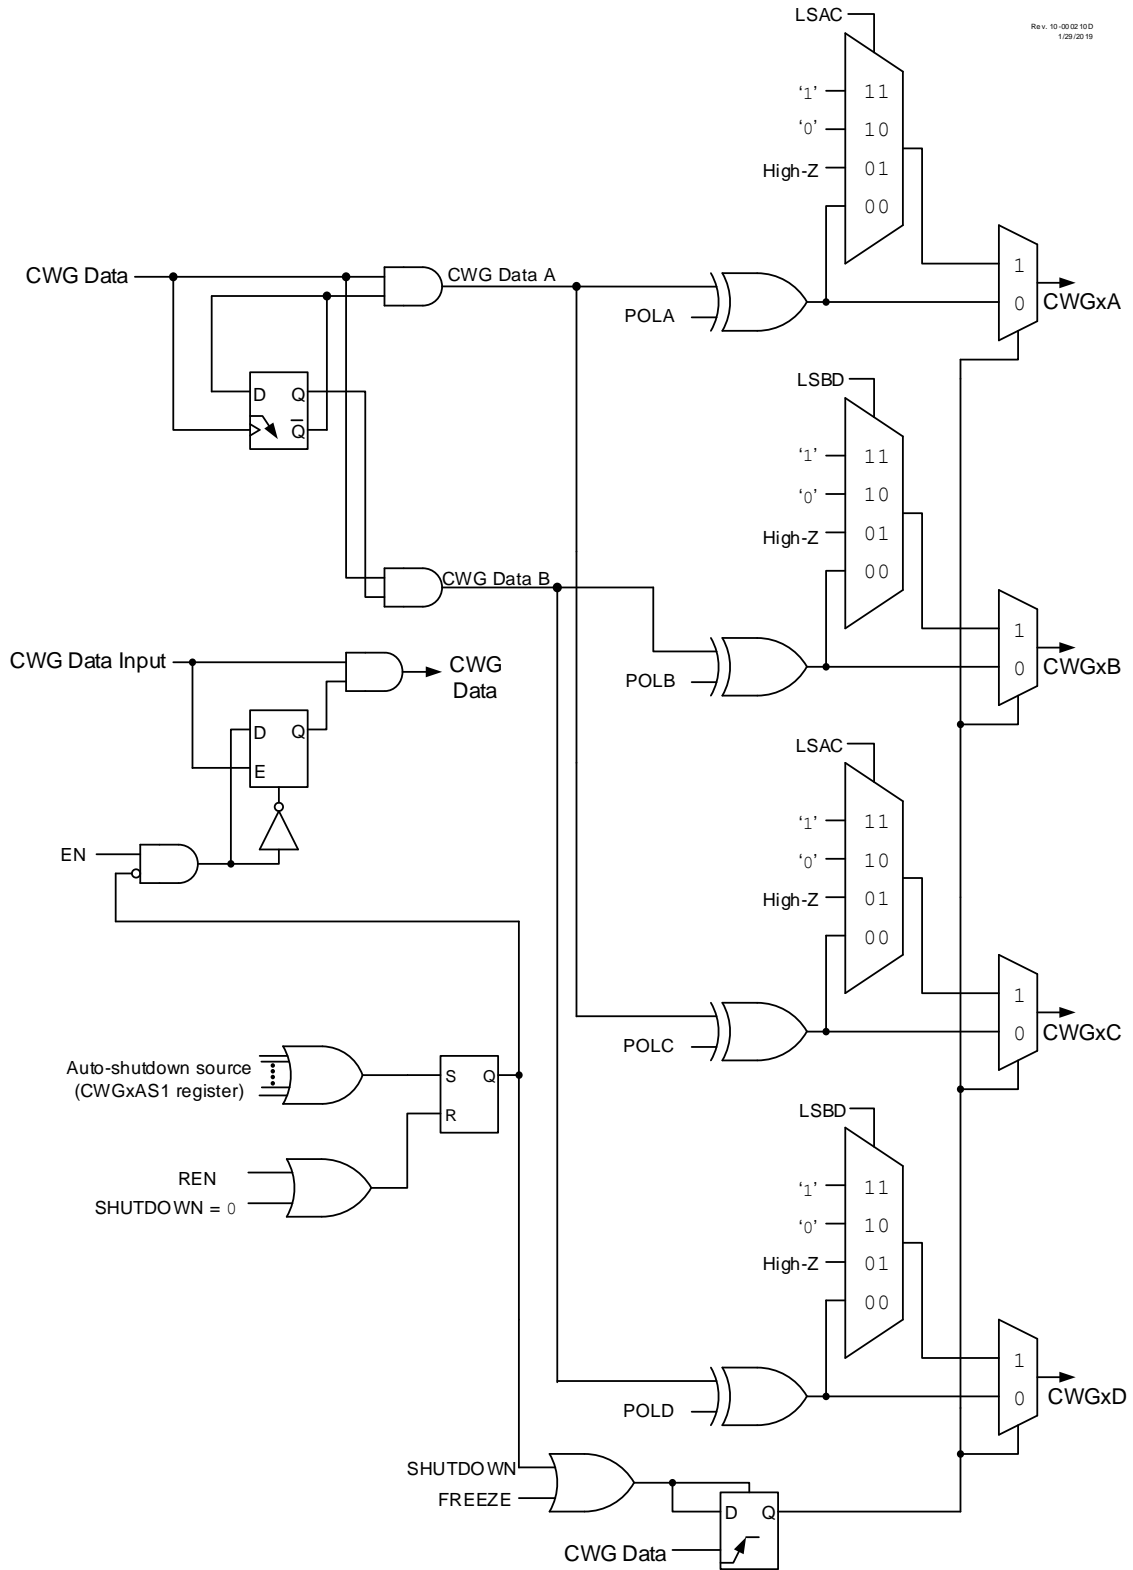 LSAC
Rev. 10-000210D
1/29/2019
'1'
11
'0'
10
High-Z
01
00
CWG Data
CWG Data A
POLA
1
0
CWGxA
D Q
Q
LSBD
'1'
11
'0'
10
High-Z
01
00
CWG Data B
POLB
1
0
CWGxB
CWG Data Input
CWG
Data
D Q
E
EN
LSAC
'1'
11
'0'
10
High-Z
01
00
POLC
1
0
CWGxC
Auto-shutdown source
(CWGxAS1 register)
S Q
R
REN
SHUTDOWN = 0
LSBD
'1'
11
'0'
10
High-Z
01
00
POLD
1
0
CWGxD
SHUTDOWN
FREEZE
D Q
CWG Data